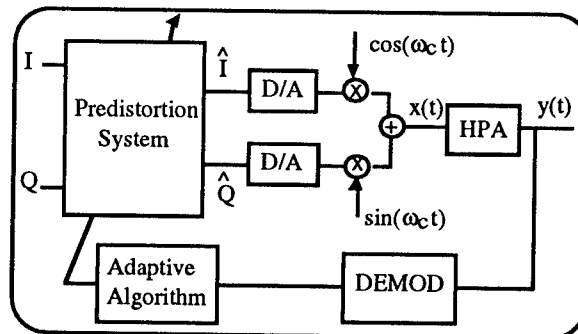 I
Q
Predistortion
System
Î
Q̂
D/A
D/A
cos(ω_c t)
X
X
sin(ω_c t)
+
x(t)
HPA
y(t)
Adaptive
Algorithm
DEMOD